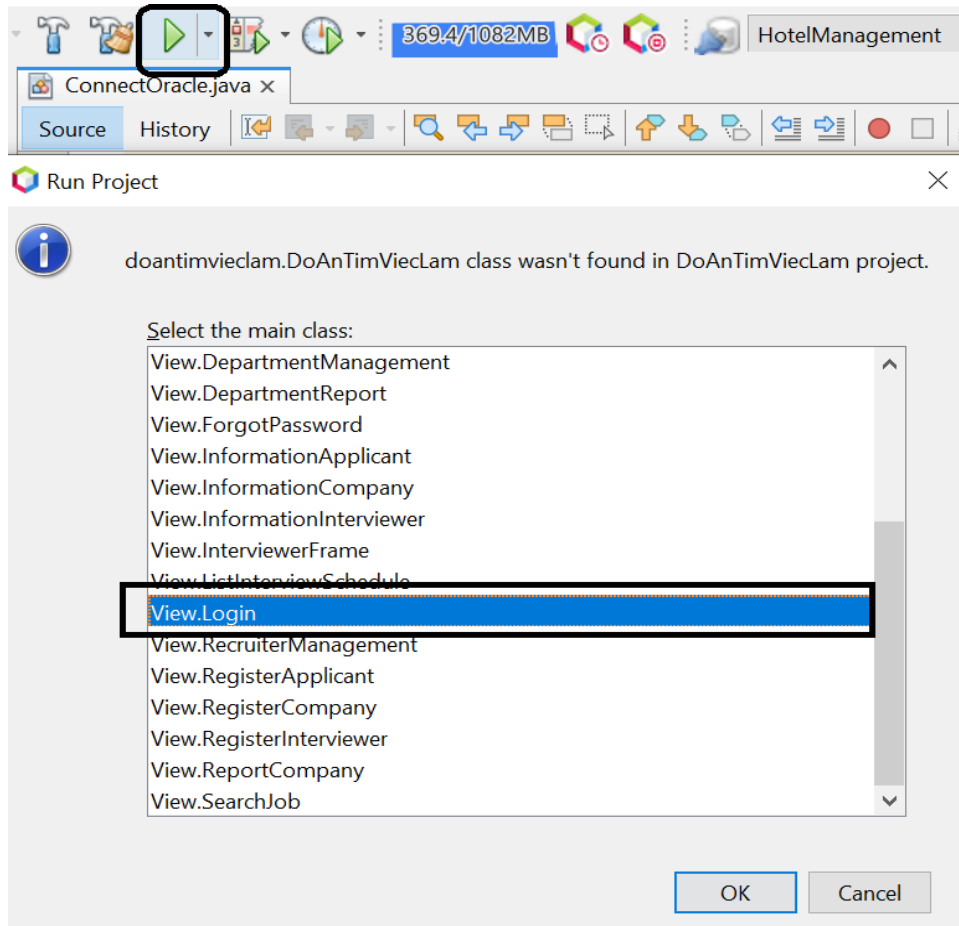 369.4/1082MB
HotelManagement
ConnectOracle.java ×
Source History
Run Project
doantimvieclam.DoAnTimViecLam class wasn't found in DoAnTimViecLam project.
Select the main class:
View.DepartmentManagement
View.DepartmentReport
View.ForgotPassword
View.InformationApplicant
View.InformationCompany
View.InformationInterviewer
View.InterviewerFrame
View.ListInterviewSchedule
View.Login
View.RecruiterManagement
View.RegisterApplicant
View.RegisterCompany
View.RegisterInterviewer
View.ReportCompany
View.SearchJob
OK Cancel